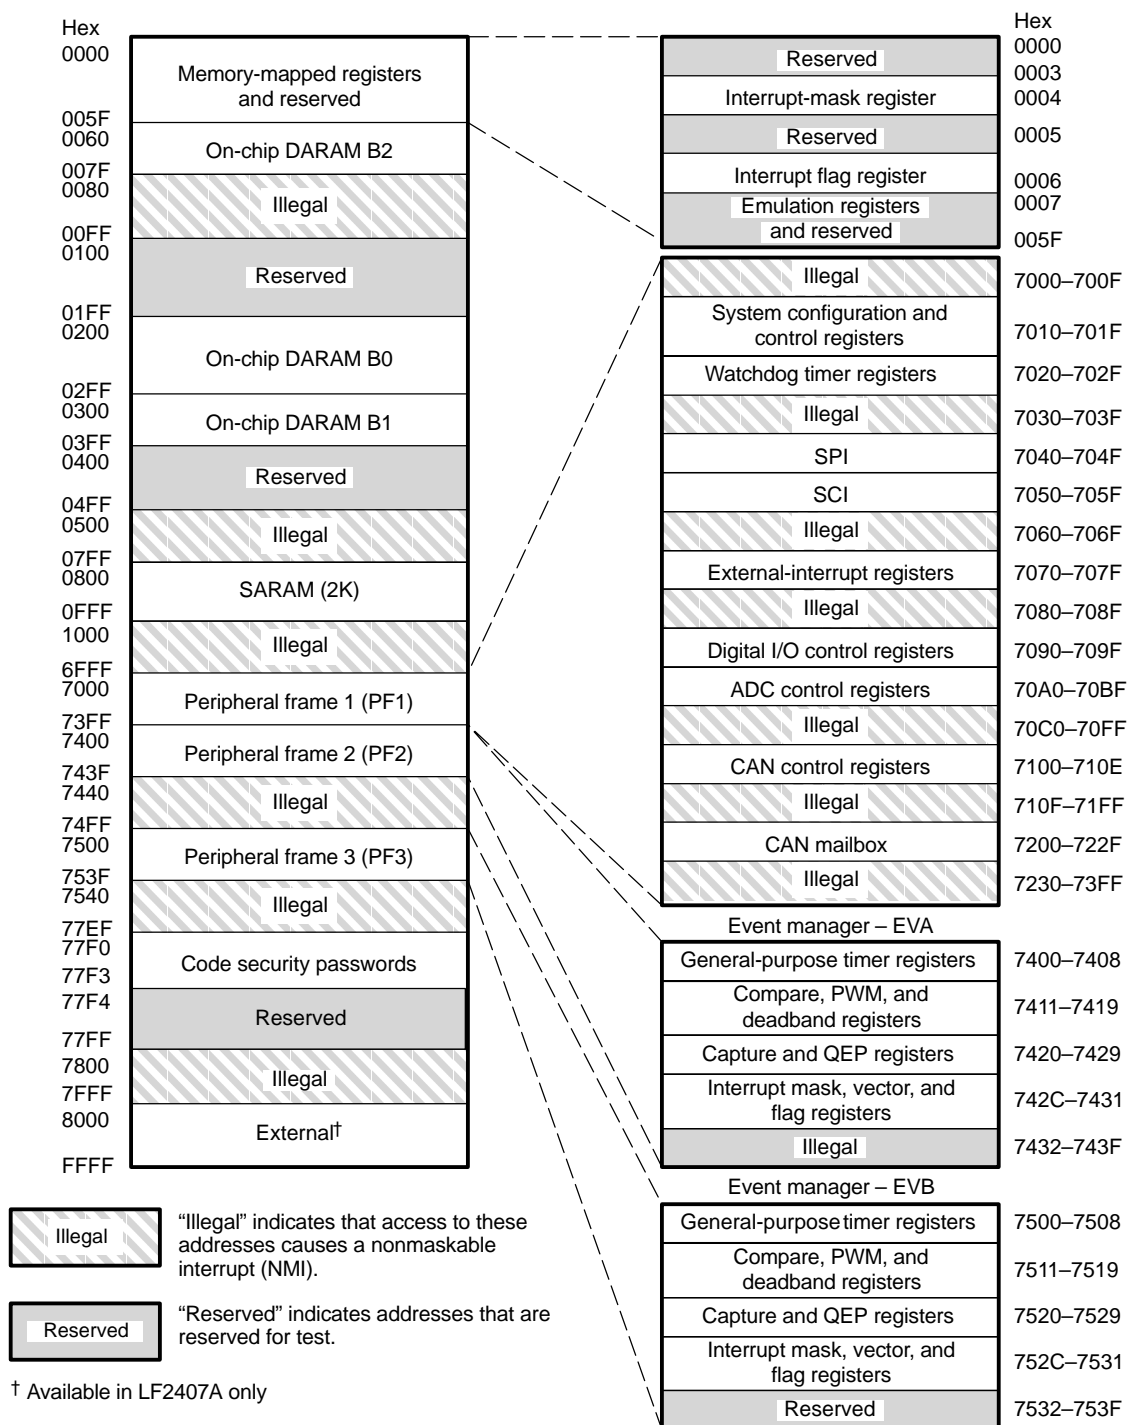 Hex
0000
Memory-mapped registers
and reserved
005F
0060
On-chip DARAM B2
007F
0080
Illegal
00FF
0100
Reserved
01FF
0200
On-chip DARAM B0
02FF
0300
On-chip DARAM B1
03FF
0400
Reserved
04FF
0500
Illegal
07FF
0800
SARAM (2K)
0FFF
1000
Illegal
6FFF
7000
Peripheral frame 1 (PF1)
73FF
7400
Peripheral frame 2 (PF2)
743F
7440
Illegal
74FF
7500
Peripheral frame 3 (PF3)
753F
7540
Illegal
77EF
77F0
Code security passwords
77F3
77F4
Reserved
77FF
7800
Illegal
7FFF
8000
External†
FFFF
Hex
0000
Reserved
0003
Interrupt-mask register 0004
Reserved 0005
Interrupt flag register 0006
0007
Emulation registers
and reserved
005F
Illegal 7000–700F
System configuration and
control registers 7010–701F
Watchdog timer registers 7020–702F
Illegal 7030–703F
SPI 7040–704F
SCI 7050–705F
Illegal 7060–706F
External-interrupt registers 7070–707F
Illegal 7080–708F
Digital I/O control registers 7090–709F
ADC control registers 70A0–70BF
Illegal 70C0–70FF
CAN control registers 7100–710E
Illegal 710F–71FF
CAN mailbox 7200–722F
Illegal 7230–73FF
Event manager – EVA
General-purpose timer registers 7400–7408
Compare, PWM, and
deadband registers 7411–7419
Capture and QEP registers 7420–7429
Interrupt mask, vector, and
flag registers 742C–7431
Illegal 7432–743F
Event manager – EVB
General-purpose timer registers 7500–7508
Compare, PWM, and
deadband registers 7511–7519
Capture and QEP registers 7520–7529
Interrupt mask, vector, and
flag registers 752C–7531
Reserved 7532–753F
Illegal
“Illegal” indicates that access to these
addresses causes a nonmaskable
interrupt (NMI).
Reserved
“Reserved” indicates addresses that are
reserved for test.
† Available in LF2407A only